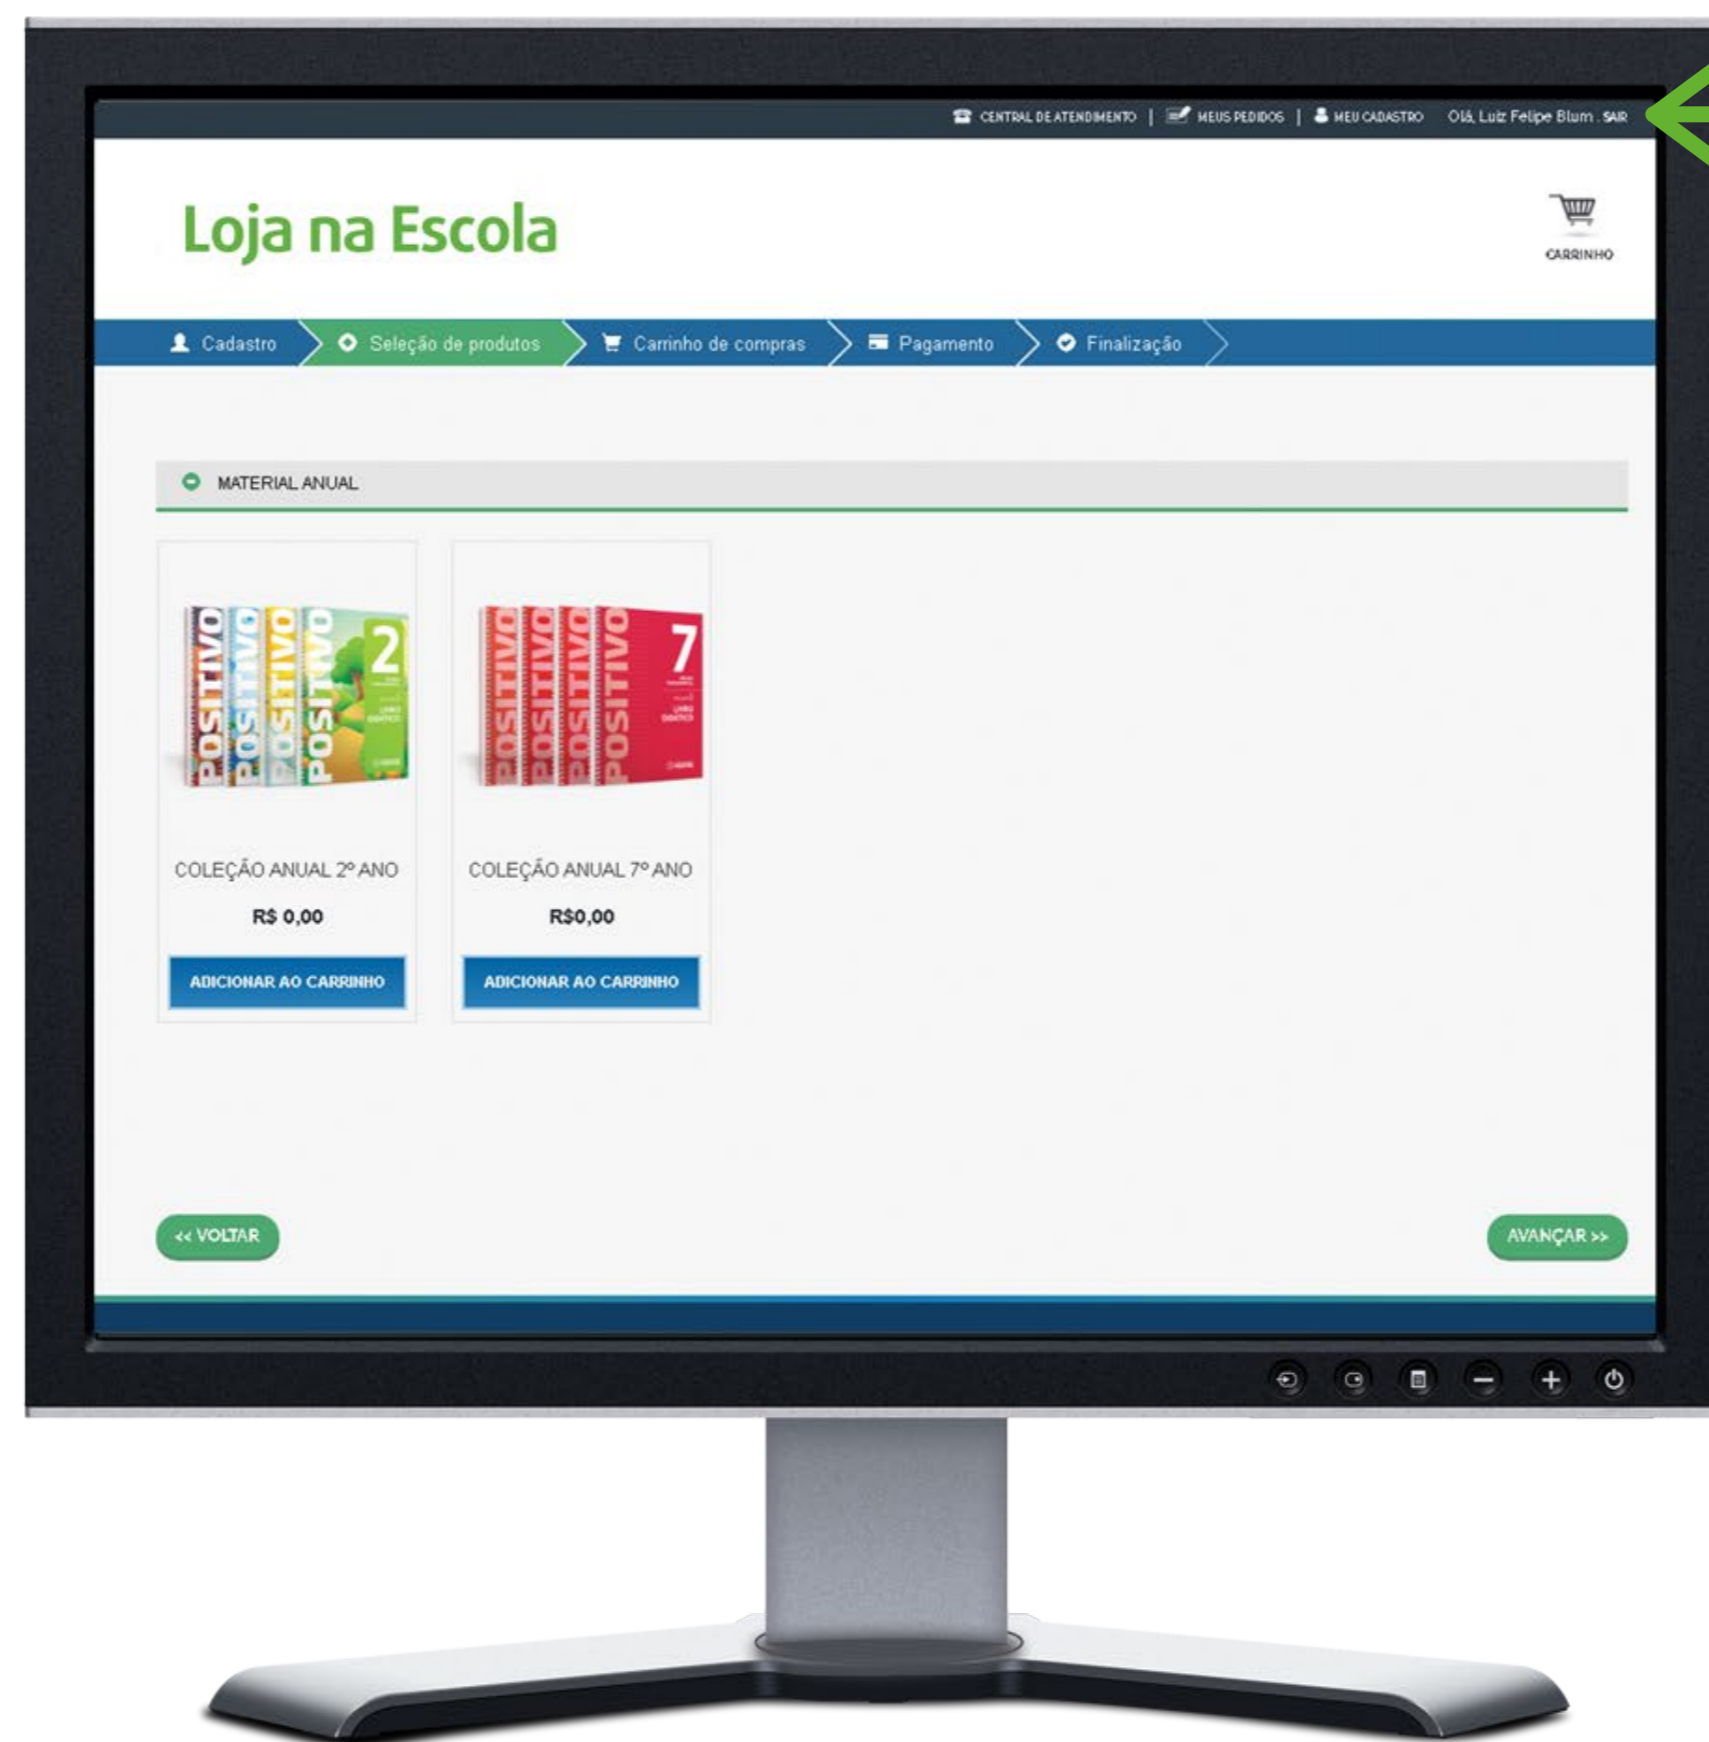 CENTRAL DE ATENDIMENTO | MEUS PEDIDOS | MEU CADASTRO Olá, Luiz Felipe Blum . SAIR
Loja na Escola
CARRINHO
Cadastro Seleção de produtos Carrinho de compras Pagamento Finalização
MATERIAL ANUAL
POSITIVO POSITIVO POSITIVO POSITIVO 2
POSITIVO POSITIVO POSITIVO POSITIVO 7
LIVRO
DIDÁTICO
COLEÇÃO ANUAL 2º ANO COLEÇÃO ANUAL 7º ANO
R$ 0,00 R$0,00
ADICIONAR AO CARRINHO ADICIONAR AO CARRINHO
<< VOLTAR AVANÇAR >>